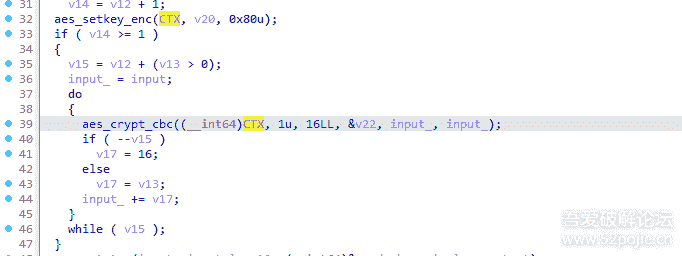 31 v14 = v12 + 1;
32 aes_setkey_enc(CTX, v20, 0x80u);
33 if ( v14 >= 1 )
34 {
35 v15 = v12 + (v13 > 0);
36 input_ = input;
37 do
38 {
39 aes_crypt_cbc((__int64)CTX, 1u, 16LL, &v22, input_, input_);
40 if ( --v15 )
41 v17 = 16;
42 else
43 v17 = v13;
44 input_ += v17;
45 }
46 while ( v15 );
47 }
吾爱破解论坛
www.52pojie.cn